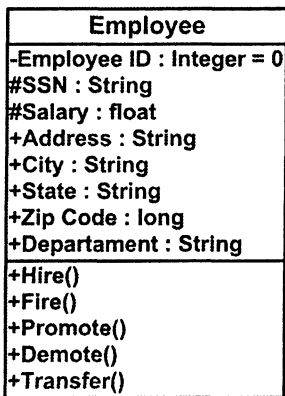 Employee
-Employee ID : Integer = 0
#SSN : String
#Salary : float
+Address : String
+City : String
+State : String
+Zip Code : long
+Departament : String
+Hire()
+Fire()
+Promote()
+Demote()
+Transfer()